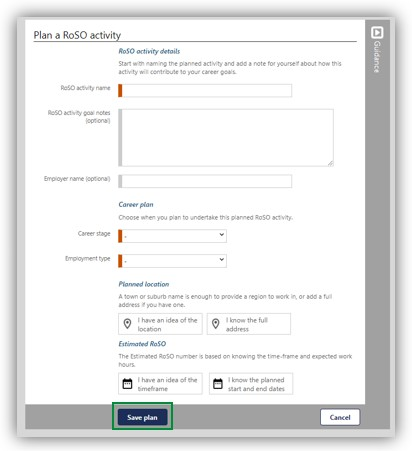 Plan a RoSO activity
Guidance
RoSO activity details
Start with naming the planned activity and add a note for yourself about how this
activity will contribute to your career goals.
RoSO activity name
RoSO activity goal notes
(optional)
Employer name (optional)
Career plan
Choose when you plan to undertake this planned RoSO activity.
Career stage
-
Employment type
-
Planned location
A town or suburb name is enough to provide a region to work in, or add a full
address if you have one.
I have an idea of the
location
I know the full
address
Estimated RoSO
The Estimated RoSO number is based on knowing the time-frame and expected work
hours.
I have an idea of the
timeframe
I know the planned
start and end dates
Save plan
Cancel